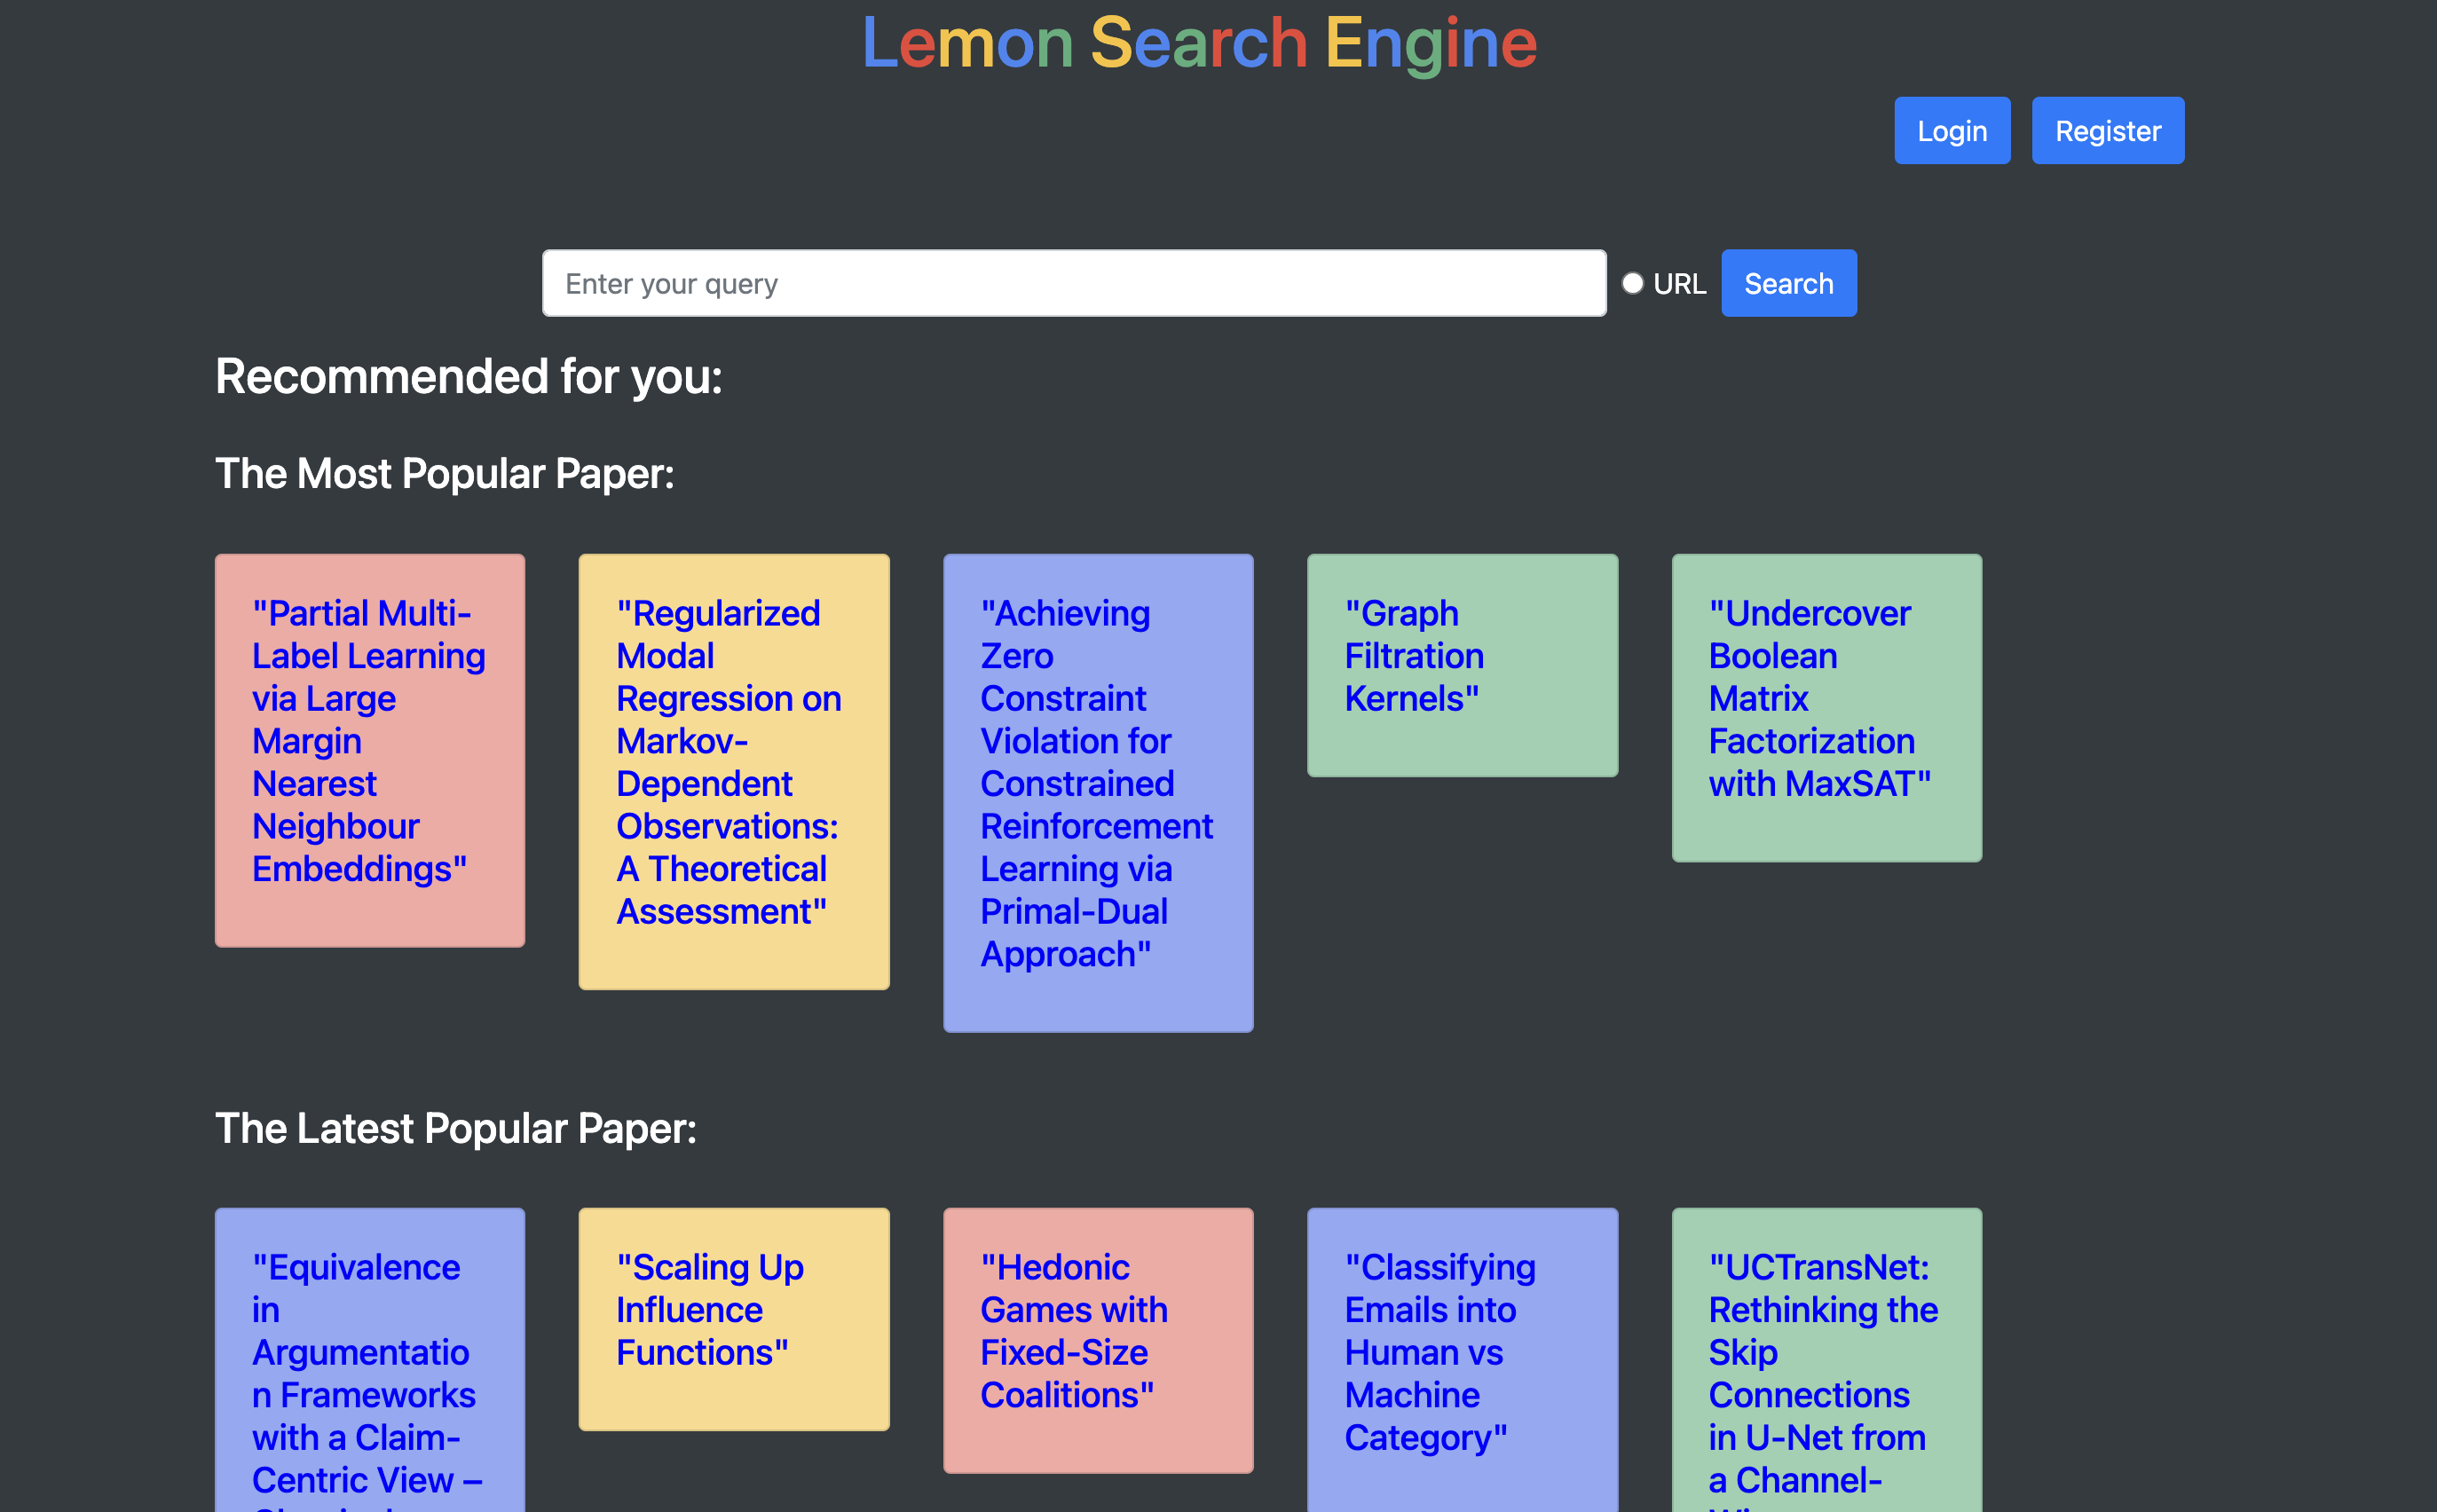 Lemon Search Engine
Login
Register
Enter your query
URL
Search
Recommended for you:
The Most Popular Paper:
"Partial Multi-
Label Learning
via Large
Margin
Nearest
Neighbour
Embeddings"
"Regularized
Modal
Regression on
Markov-
Dependent
Observations:
A Theoretical
Assessment"
"Achieving
Zero
Constraint
Violation for
Constrained
Reinforcement
Learning via
Primal-Dual
Approach"
"Graph
Filtration
Kernels"
"Undercover
Boolean
Matrix
Factorization
with MaxSAT"
The Latest Popular Paper:
"Equivalence
in
Argumentatio
n Frameworks
with a Claim-
Centric View –
"Scaling Up
Influence
Functions"
"Hedonic
Games with
Fixed-Size
Coalitions"
"Classifying
Emails into
Human vs
Machine
Category"
"UCTransNet:
Rethinking the
Skip
Connections
in U-Net from
a Channel-